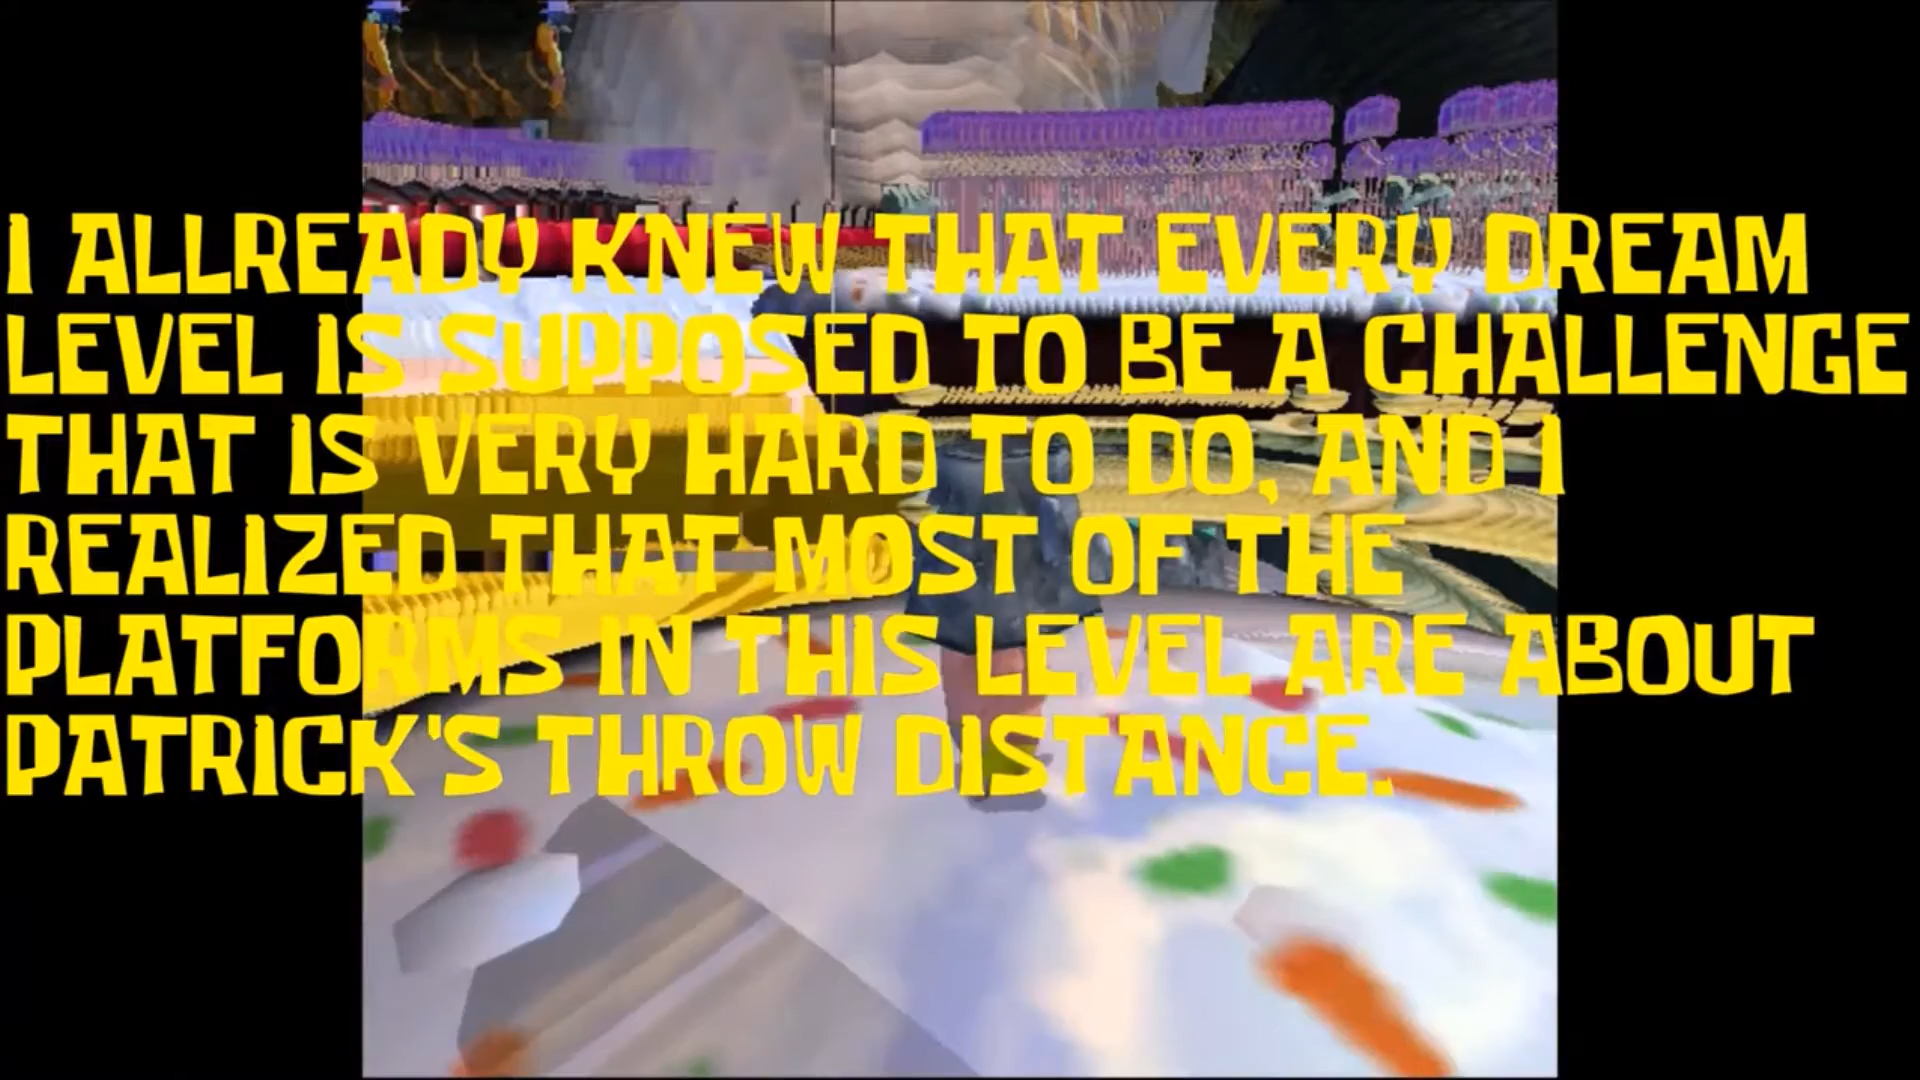 I ALLREADY KNEW THAT EVERY DREAM
LEVEL IS SUPPOSED TO BE A CHALLENGE
THAT IS VERY HARD TO DO, AND I
REALIZED THAT MOST OF THE
PLATFORMS IN THIS LEVEL ARE ABOUT
PATRICK'S THROW DISTANCE.